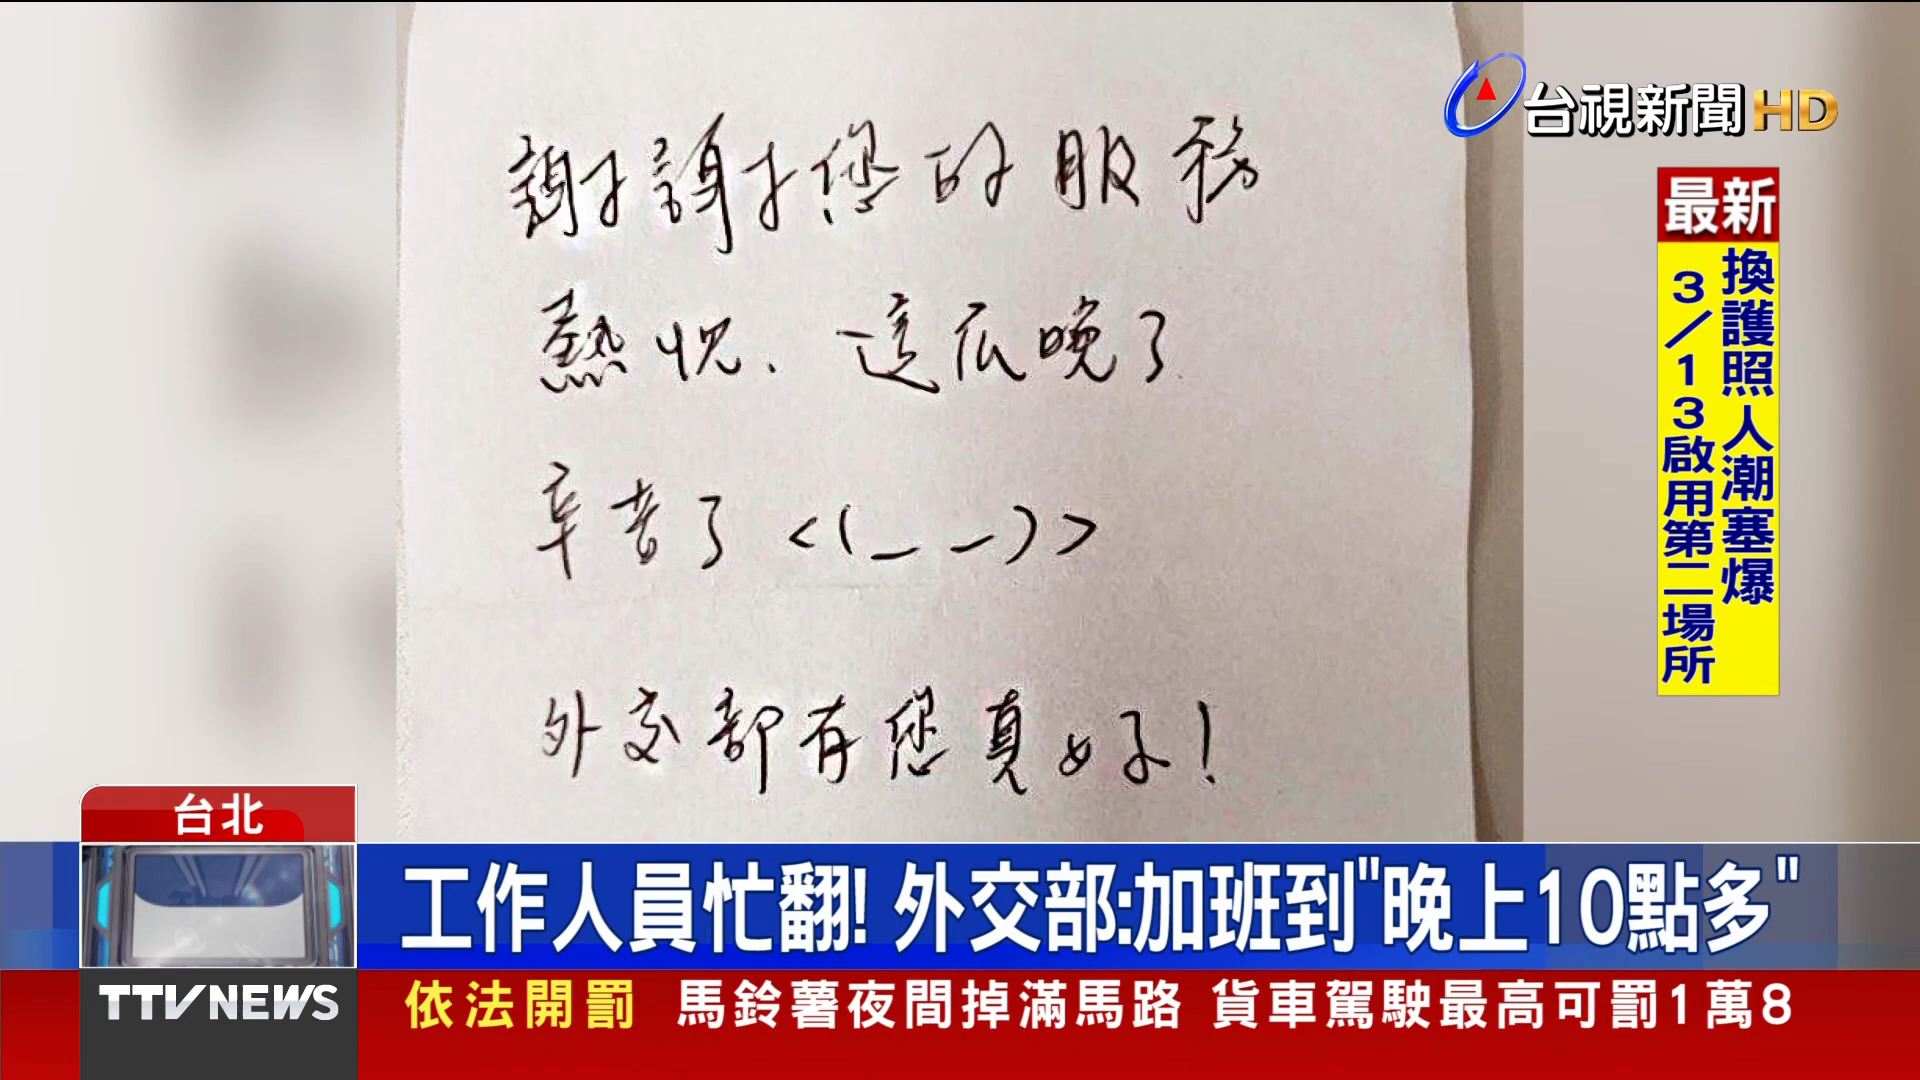 謝謝您的服務
熱忱、這厎晚了
辛苦了 <(_ _)>
外交部有您真好!
台視新聞HD
最新
換護照 人潮塞爆
3/13啟用第二場所
台北
工作人員忙翻! 外交部:加班到"晚上10點多"
TTV NEWS
依法開罰 馬鈴薯夜間掉滿馬路 貨車駕駛最高可罰1萬8